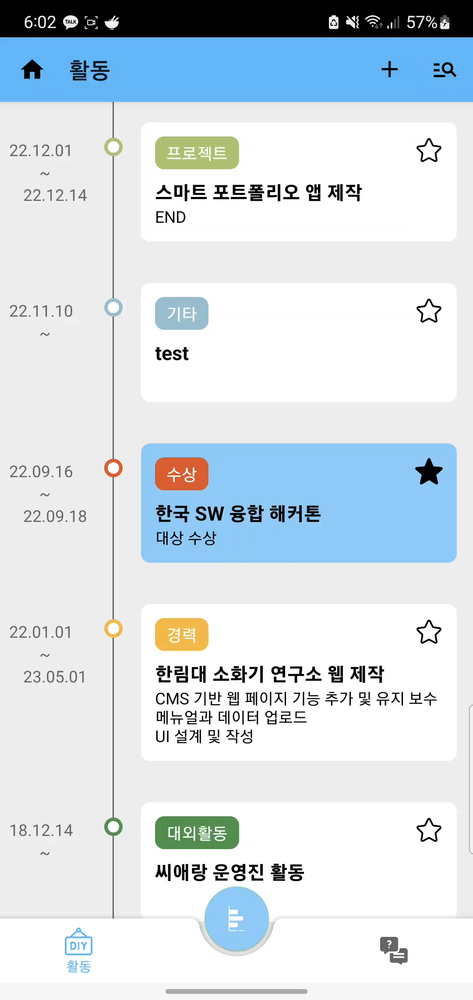 6:02 TALK 57%
활동
22.12.01
~
22.12.14
프로젝트
스마트 포트폴리오 앱 제작
END
22.11.10
~
기타
test
22.09.16
~
22.09.18
수상
한국 SW 융합 해커톤
대상 수상
22.01.01
~
23.05.01
경력
한림대 소화기 연구소 웹 제작
CMS 기반 웹 페이지 기능 추가 및 유지 보수
메뉴얼과 데이터 업로드
UI 설계 및 작성
18.12.14
~
대외활동
씨애랑 운영진 활동
DIY
활동
?